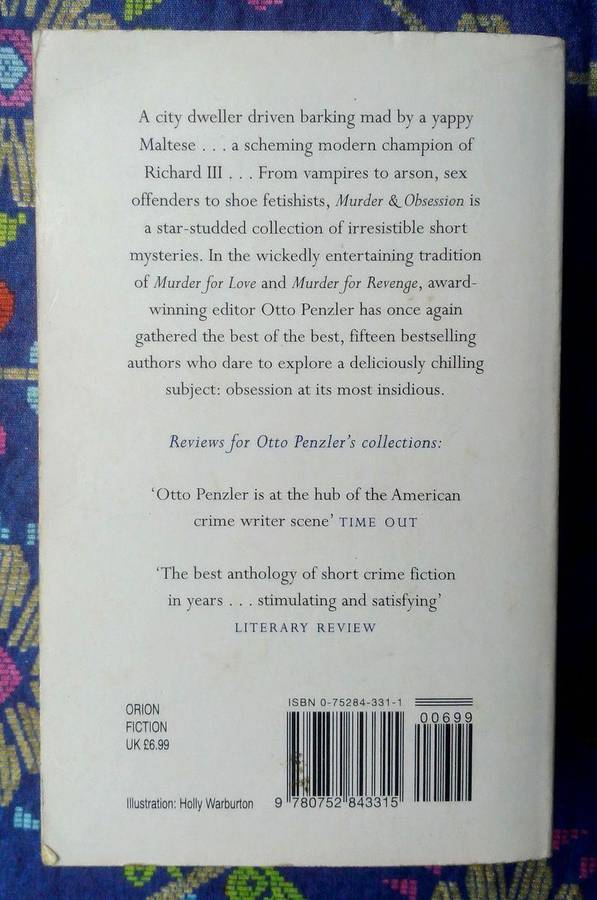 A city dweller driven barking mad by a yappy
Maltese . . . a scheming modern champion of
Richard III . . . From vampires to arson, sex
offenders to shoe fetishists, Murder & Obsession is
a star-studded collection of irresistible short
mysteries. In the wickedly entertaining tradition
of Murder for Love and Murder for Revenge, award-
winning editor Otto Penzler has once again
gathered the best of the best, fifteen bestselling
authors who dare to explore a deliciously chilling
subject: obsession at its most insidious.
Reviews for Otto Penzler's collections:
‘Otto Penzler is at the hub of the American
crime writer scene’ TIME OUT
‘The best anthology of short crime fiction
in years . . . stimulating and satisfying’
LITERARY REVIEW
ORION
FICTION
UK £6.99
Illustration: Holly Warburton
ISBN 0-75284-331-1
00699
9 780752 843315